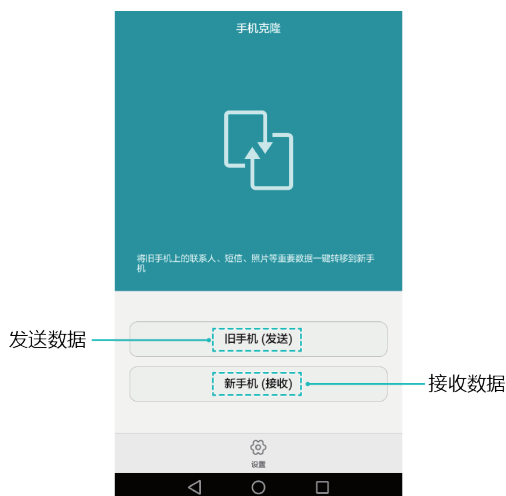 手机克隆
将旧手机上的联系人、短信、照片等重要数据一键转移到新手
机
发送数据
旧手机 (发送)
新手机 (接收)
接收数据
设置